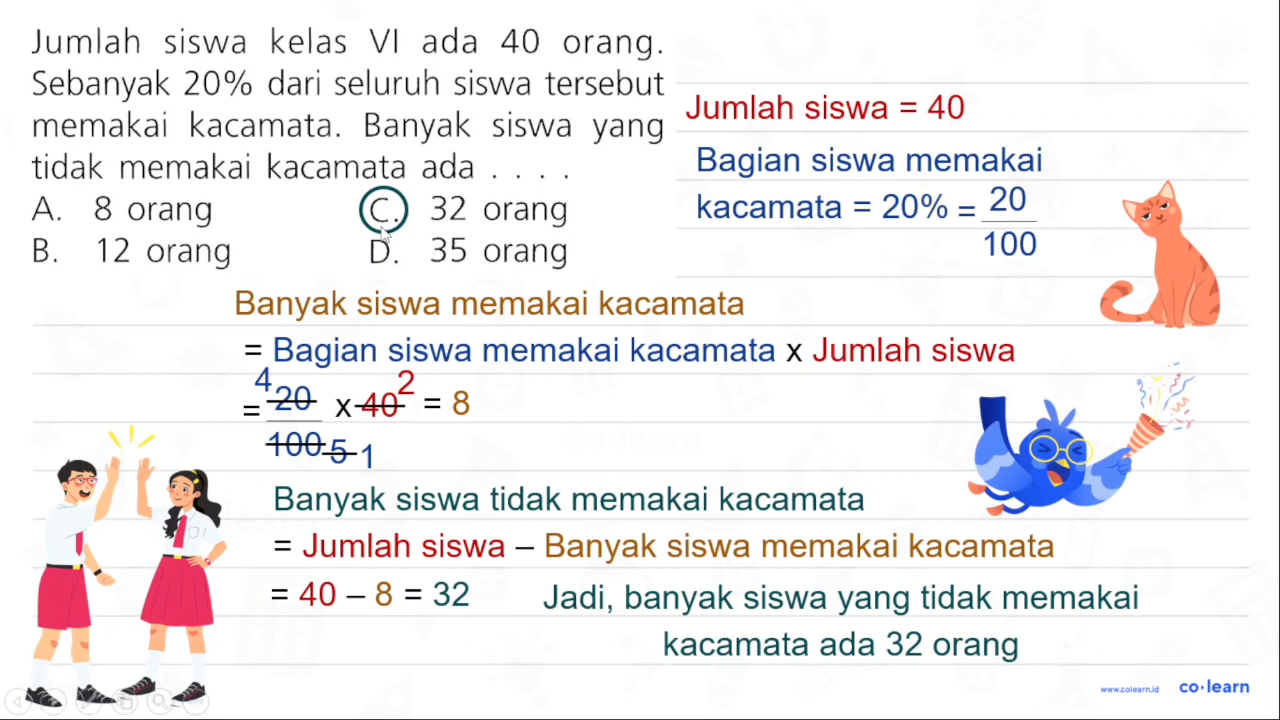 Jumlah siswa kelas VI ada 40 orang.
Sebanyak 20% dari seluruh siswa tersebut
memakai kacamata. Banyak siswa yang
tidak memakai kacamata ada . . . .
A. 8 orang
B. 12 orang
C. 32 orang
D. 35 orang
Jumlah siswa = 40
Bagian siswa memakai
kacamata = 20% = 20
100
Banyak siswa memakai kacamata
= Bagian siswa memakai kacamata x Jumlah siswa
4 2
= 20 x 40 = 8
100 5 1
Banyak siswa tidak memakai kacamata
= Jumlah siswa – Banyak siswa memakai kacamata
= 40 – 8 = 32
Jadi, banyak siswa yang tidak memakai
kacamata ada 32 orang
www.colearn.id co·learn